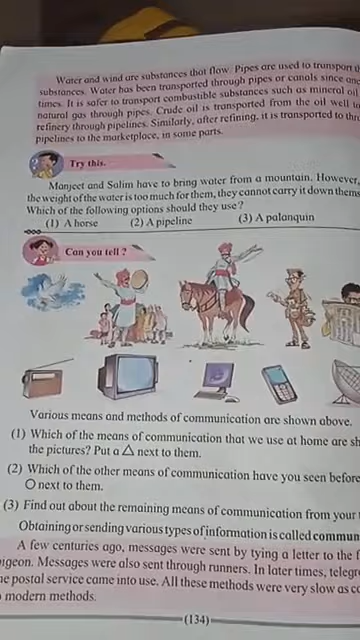 Water and wind are substances that flow. Pipes are used to transport
substances. Water has been transported through pipes or canals since
times. It is safer to transport combustible substances such as mineral oil
natural gas through pipes. Crude oil is transported from the oil well
refinery through pipelines. Similarly, after refining, it is transported
pipelines to the marketplace, in some parts.
Try this.
Manjeet and Salim have to bring water from a mountain. However,
the weight of the water is too much for them, they cannot carry it down
Which of the following options should they use?
(1) A horse (2) A pipeline (3) A palanquin
Can you tell ?
Various means and methods of communication are shown above.
(1) Which of the means of communication that we use at home are
the pictures? Put a △ next to them.
(2) Which of the other means of communication have you seen before
O next to them.
(3) Find out about the remaining means of communication from your
Obtaining or sending various types of information is called
A few centuries ago, messages were sent by tying a letter to the
Messages were also sent through runners. In later times,
postal service came into use. All these methods were very slow as
modern methods.
(134)